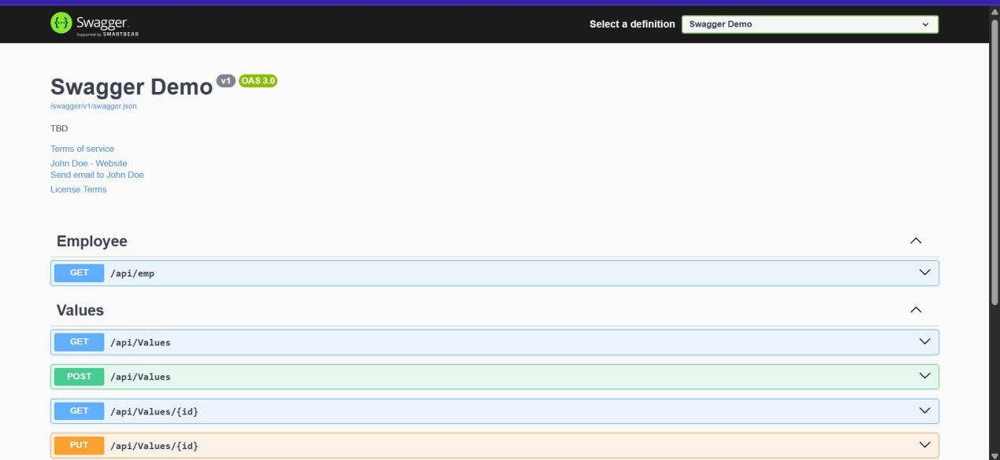 {···} Swagger.
Supported by SMARTBEAR
Select a definition
Swagger Demo
Swagger Demo v1 OAS 3.0
/swagger/v1/swagger.json
TBD
Terms of service
John Doe - Website
Send email to John Doe
License Terms
Employee
GET /api/emp
Values
GET /api/Values
POST /api/Values
GET /api/Values/{id}
PUT /api/Values/{id}